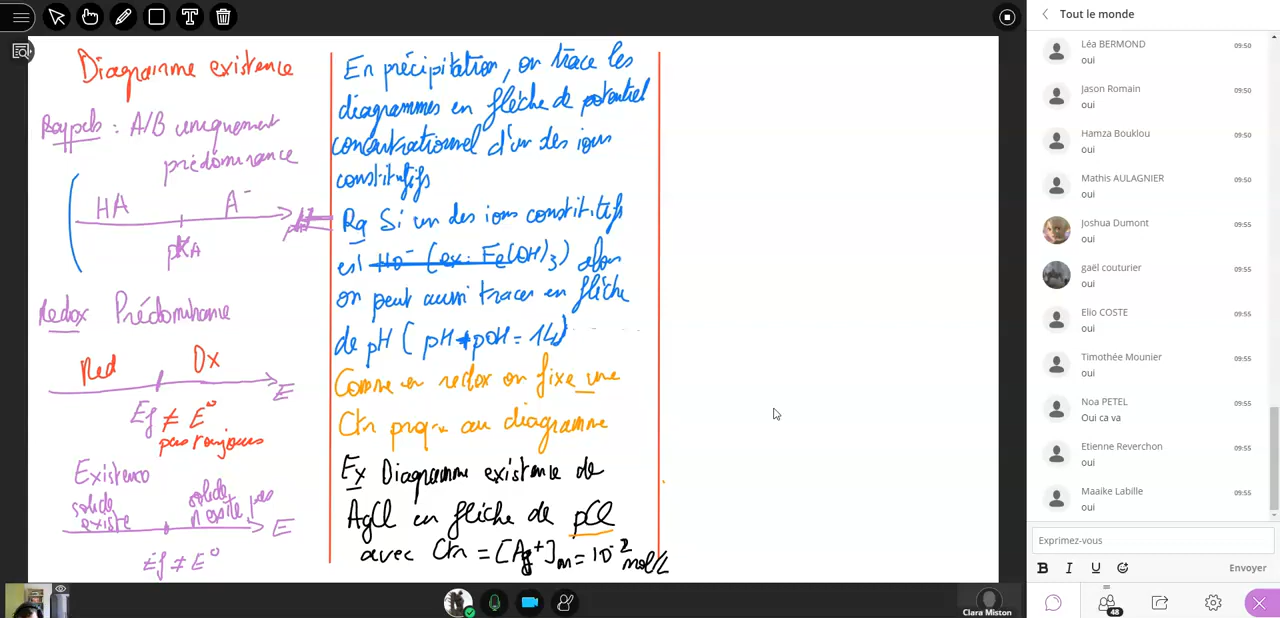 Diagramme existence
Rappels : A/B uniquement
prédominance
HA A⁻
pH
pKA
Redox Prédominance
Red Ox
E
Ef ≠ E°
pas toujours
Existence
solide existe
solide n'existe pas
E
Ef ≠ E°
En précipitation, on trace les
diagrammes en flèche de potentiel
concentrationnel d'un des ions
constitutifs
Rq Si un des ions constitutifs
est HO⁻ (ex: Fe(OH)3) alors
on peut aussi tracer en flèche
de pH ( pH + pOH = 14)
Comme en redox on fixe une
Ctn propre au diagramme
Ex Diagramme existence de
AgCl en flèche de pCl
avec Ctn = [Ag⁺]m = 10⁻² mol/L
Tout le monde
Léa BERMOND 09:50
oui
Jason Romain 09:50
oui
Hamza Bouklou 09:50
oui
Mathis AULAGNIER 09:50
oui
Joshua Dumont 09:55
oui
gaël couturier 09:55
oui
Elio COSTE 09:55
oui
Timothée Mounier 09:55
oui
Noa PETEL 09:55
Oui ca va
Etienne Reverchon 09:55
oui
Maaike Labille 09:55
oui
Exprimez-vous
B I U Envoyer
48
Clara Miston